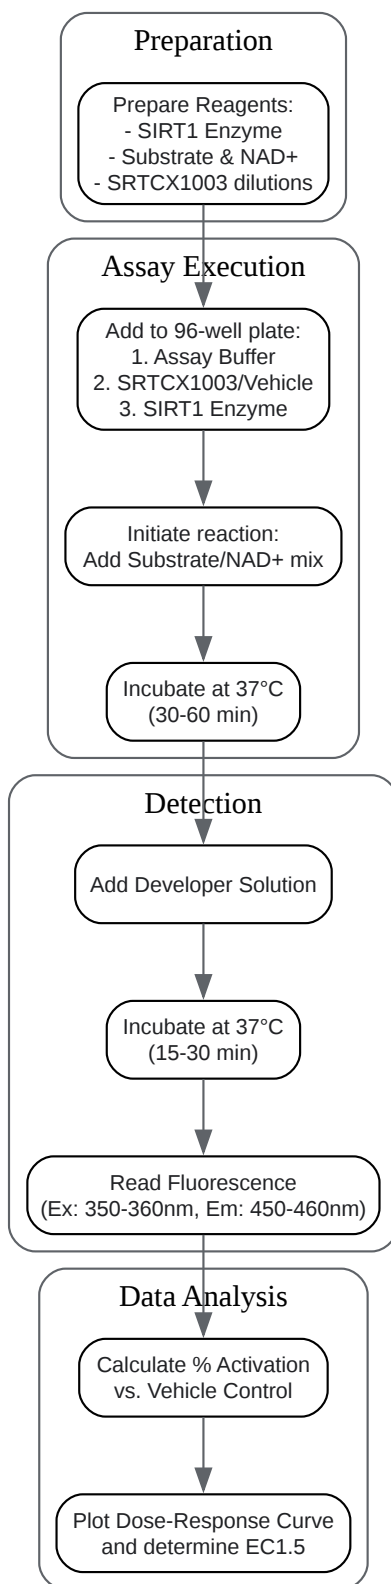 Preparation
Prepare Reagents:
- SIRT1 Enzyme
- Substrate & NAD+
- SRTCX1003 dilutions
Assay Execution
Add to 96-well plate:
1. Assay Buffer
2. SRTCX1003/Vehicle
3. SIRT1 Enzyme
Initiate reaction:
Add Substrate/NAD+ mix
Incubate at 37°C
(30-60 min)
Detection
Add Developer Solution
Incubate at 37°C
(15-30 min)
Read Fluorescence
(Ex: 350-360nm, Em: 450-460nm)
Data Analysis
Calculate % Activation
vs. Vehicle Control
Plot Dose-Response Curve
and determine EC1.5